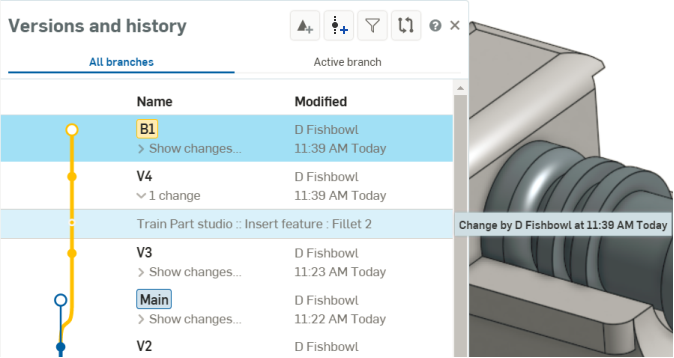 Versions and history
All branches Active branch
Name Modified
B1 D Fishbowl
Show changes... 11:39 AM Today
V4 D Fishbowl
1 change 11:39 AM Today
Train Part studio :: Insert feature : Fillet 2
Change by D Fishbowl at 11:39 AM Today
V3 D Fishbowl
Show changes... 11:23 AM Today
Main D Fishbowl
Show changes... 11:22 AM Today
V2 D Fishbowl